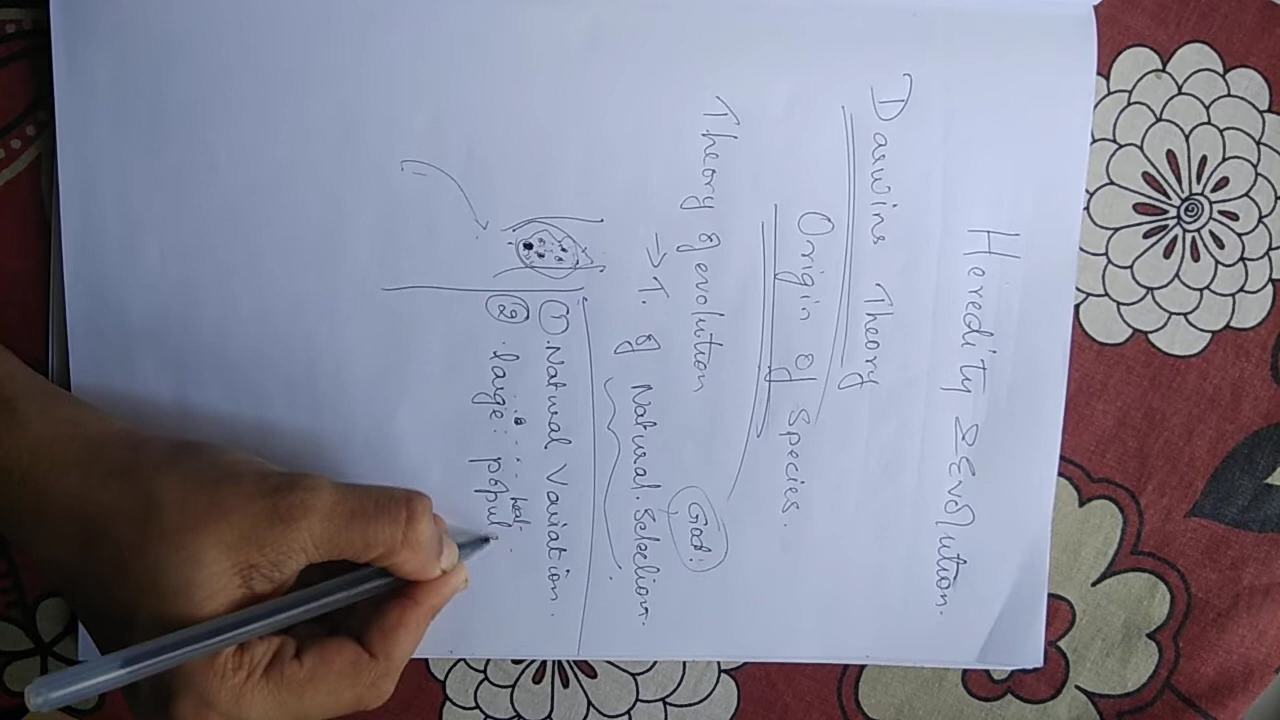 Heredity & Evolution.
Darwins Theory
Origin of Species.
God.
Theory of evolution
→ T. of Natural. Selection.
① Natural Variation.
② large popul